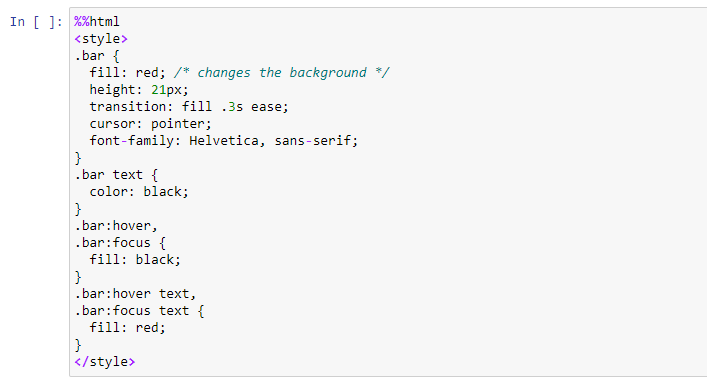 In [ ]: %%html
<style>
.bar {
  fill: red; /* changes the background */
  height: 21px;
  transition: fill .3s ease;
  cursor: pointer;
  font-family: Helvetica, sans-serif;
}
.bar text {
  color: black;
}
.bar:hover,
.bar:focus {
  fill: black;
}
.bar:hover text,
.bar:focus text {
  fill: red;
}
</style>